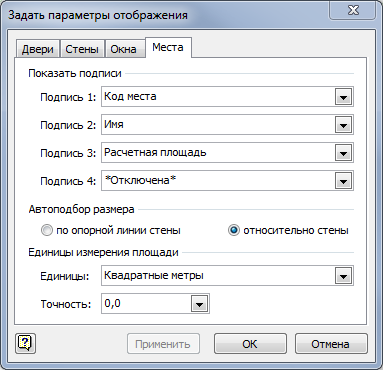 Задать параметры отображения
Двери Стены Окна Места
Показать подписи
Подпись 1: Код места
Подпись 2: Имя
Подпись 3: Расчетная площадь
Подпись 4: *Отключена*
Автоподбор размера
по опорной линии стены относительно стены
Единицы измерения площади
Единицы: Квадратные метры
Точность: 0,0
? Применить ОК Отмена